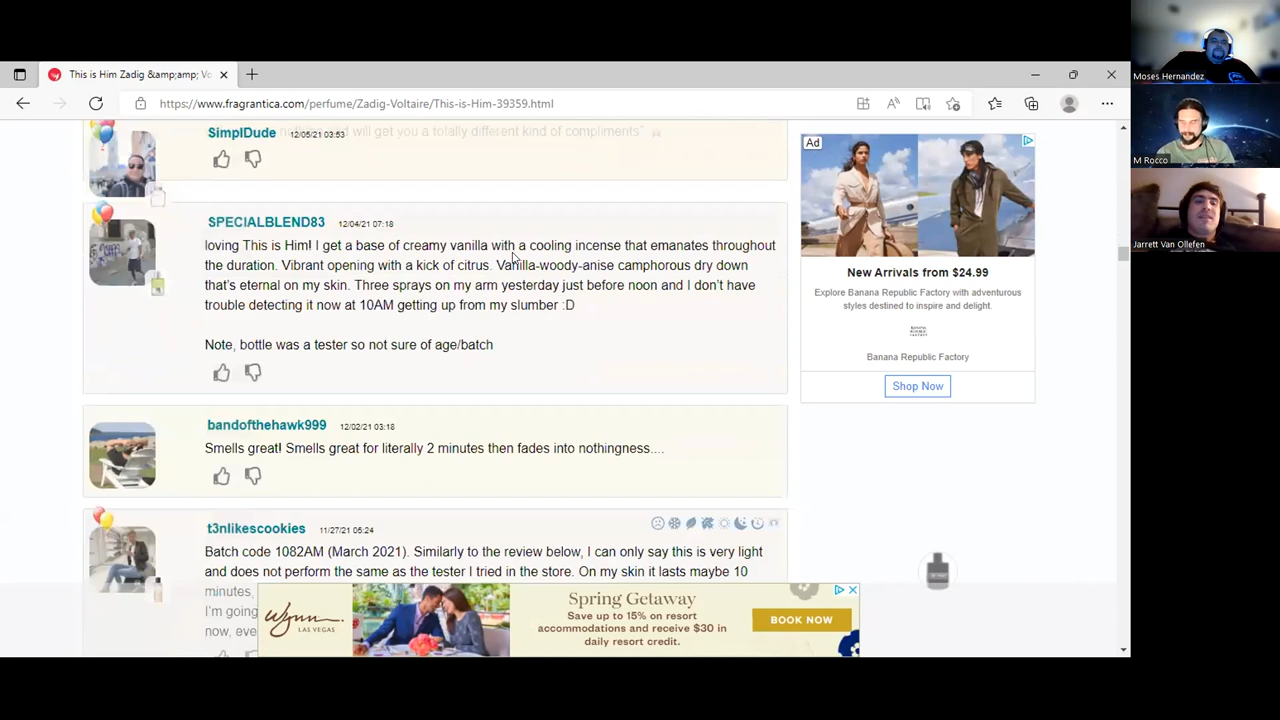 This is Him Zadig &amp;amp; Vo
https://www.fragrantica.com/perfume/Zadig-Voltaire/This-is-Him-39359.html
will get you a totally different kind of compliments"
SimplDude 12/05/21 03:53
SPECIALBLEND83 12/04/21 07:18
loving This is Him! I get a base of creamy vanilla with a cooling incense that emanates throughout
the duration. Vibrant opening with a kick of citrus. Vanilla-woody-anise camphorous dry down
that's eternal on my skin. Three sprays on my arm yesterday just before noon and I don't have
trouble detecting it now at 10AM getting up from my slumber :D
Note, bottle was a tester so not sure of age/batch
bandofthehawk999 12/02/21 03:18
Smells great! Smells great for literally 2 minutes then fades into nothingness....
t3nlikescookies 11/27/21 05:24
Batch code 1082AM (March 2021). Similarly to the review below, I can only say this is very light
and does not perform the same as the tester I tried in the store. On my skin it lasts maybe 10
minutes,
I'm going
now, eve
Ad
New Arrivals from $24.99
Explore Banana Republic Factory with adventurous
styles destined to inspire and delight.
Banana Republic Factory
Shop Now
Wynn
LAS VEGAS
Spring Getaway
Save up to 15% on resort
accommodations and receive $30 in
daily resort credit.
BOOK NOW
Moses Hernandez
M Rocco
Jarrett Van Ollefen